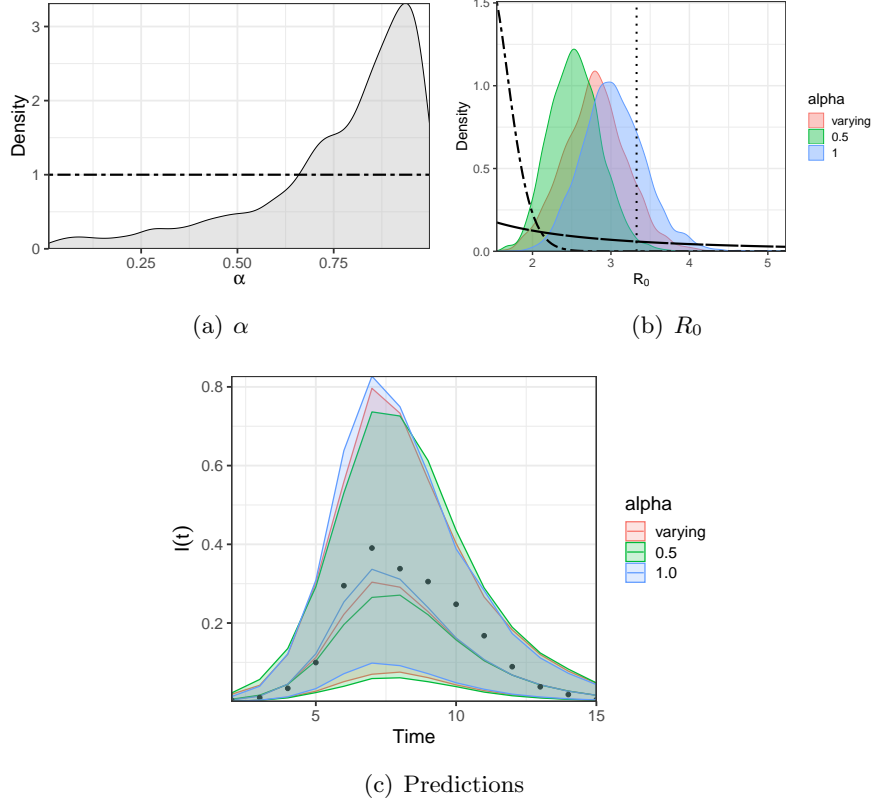 Density
3
2
1
0
0.25
0.50
0.75
α
(a) α
Density
1.5
1.0
0.5
0.0
2
3
4
5
R0
alpha
varying
0.5
1
(b) R0
I(t)
0.8
0.6
0.4
0.2
5
10
15
Time
alpha
varying
0.5
1.0
(c) Predictions